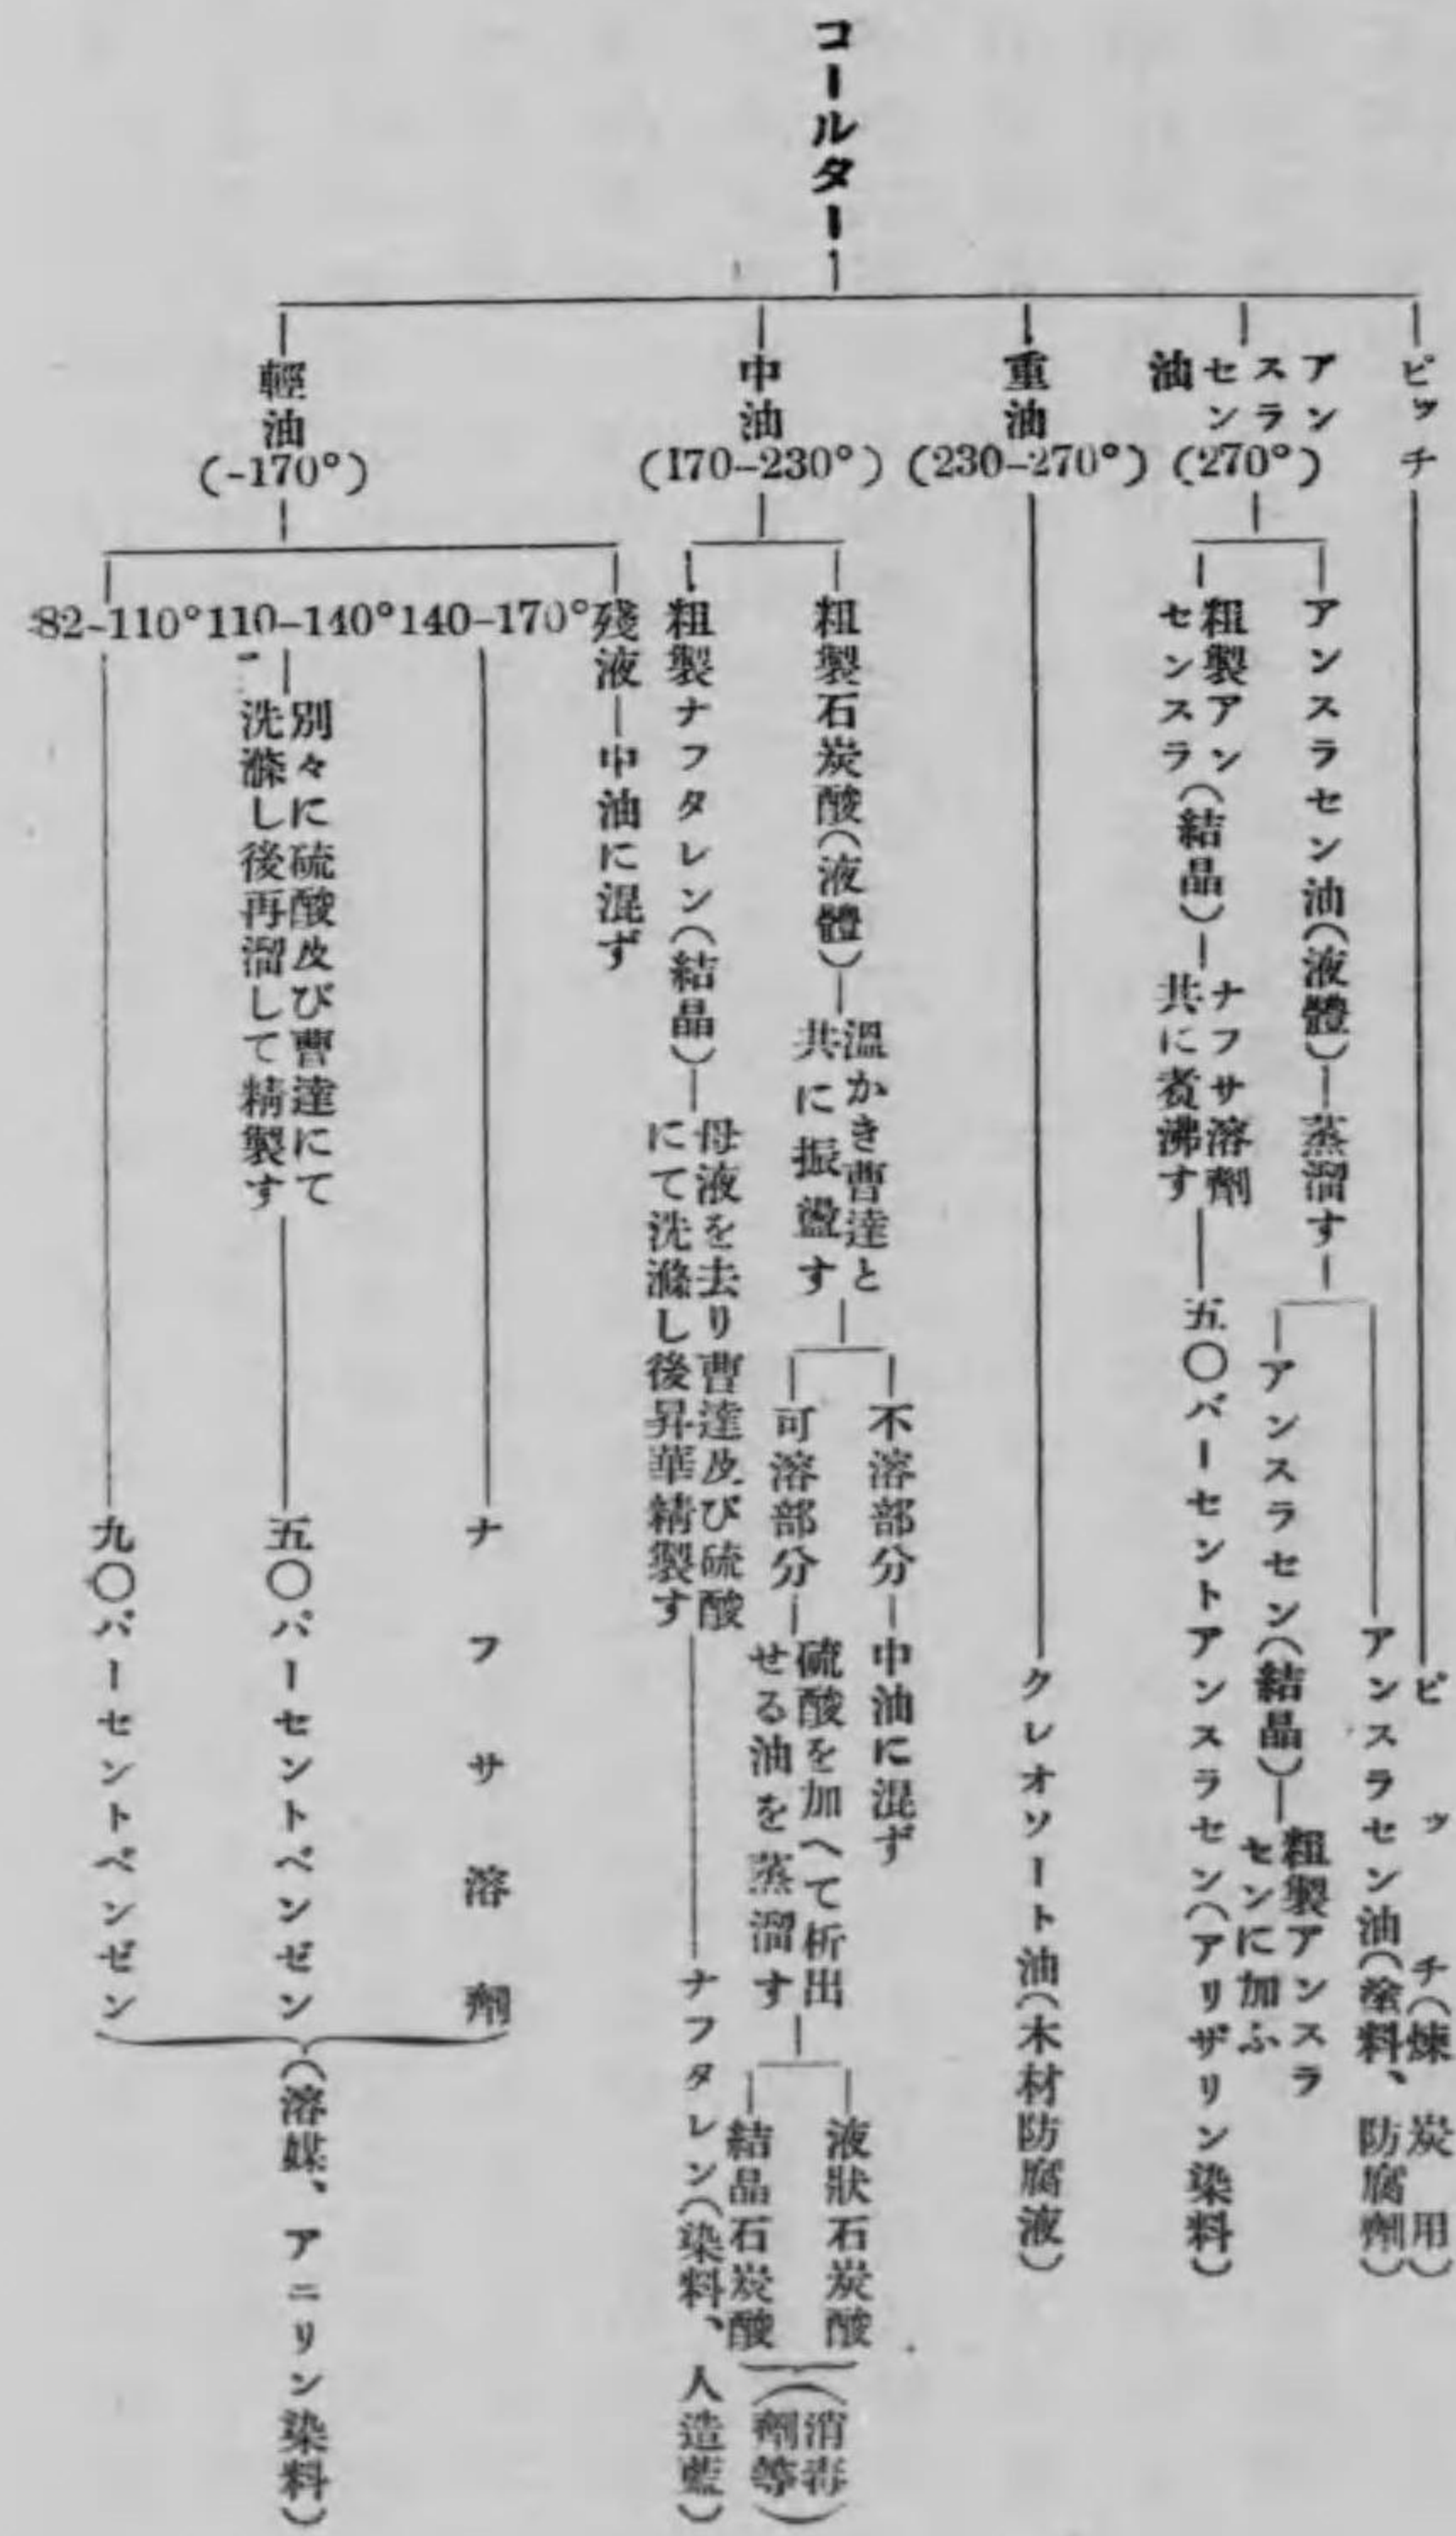 コールター
ピッチ
ピッチ(煉炭用)
アンスラセン油
(270°)
アンスラセン油(液體)
蒸溜す
アンスラセン油(塗料、防腐劑)
アンスラセン(結晶)
粗製アンスラ
センに加ふ
粗製アンスラ
センスラ(結晶)
ナフサ溶劑
共に煮沸す
五〇パーセントアンスラセン(アリザリン染料)
重油
(230-270°)
クレオソート油(木材防腐液)
中油
(170-230°)
粗製石炭酸(液體)
溫かき曹達と
共に振盪す
不溶部分
中油に混ず
可溶部分
硫酸を加へて析出
せる油を蒸溜す
液狀石炭酸
結晶石炭酸
(消毒
劑等)
粗製ナフタレン(結晶)
母液を去り曹達及び硫酸
にて洗滌し後昇華精製す
ナフタレン(染料、人造藍)
輕油
(-170°)
殘液
中油に混ず
140-170°
ナフサ溶劑
110-140°
別々に硫酸及び曹達にて
洗滌し後再溜して精製す
五〇パーセントベンゼン
82-110°
九〇パーセントベンゼン
(溶媒、アニリン染料)